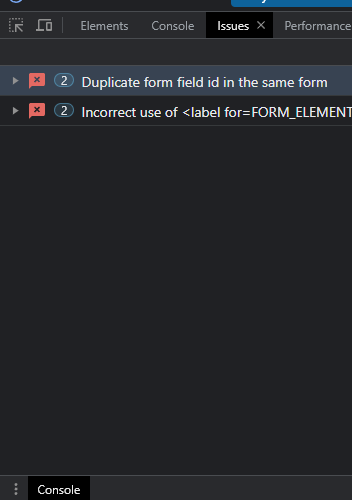 Elements Console Issues Performance
2 Duplicate form field id in the same form
2 Incorrect use of <label for=FORM_ELEMENT
Console